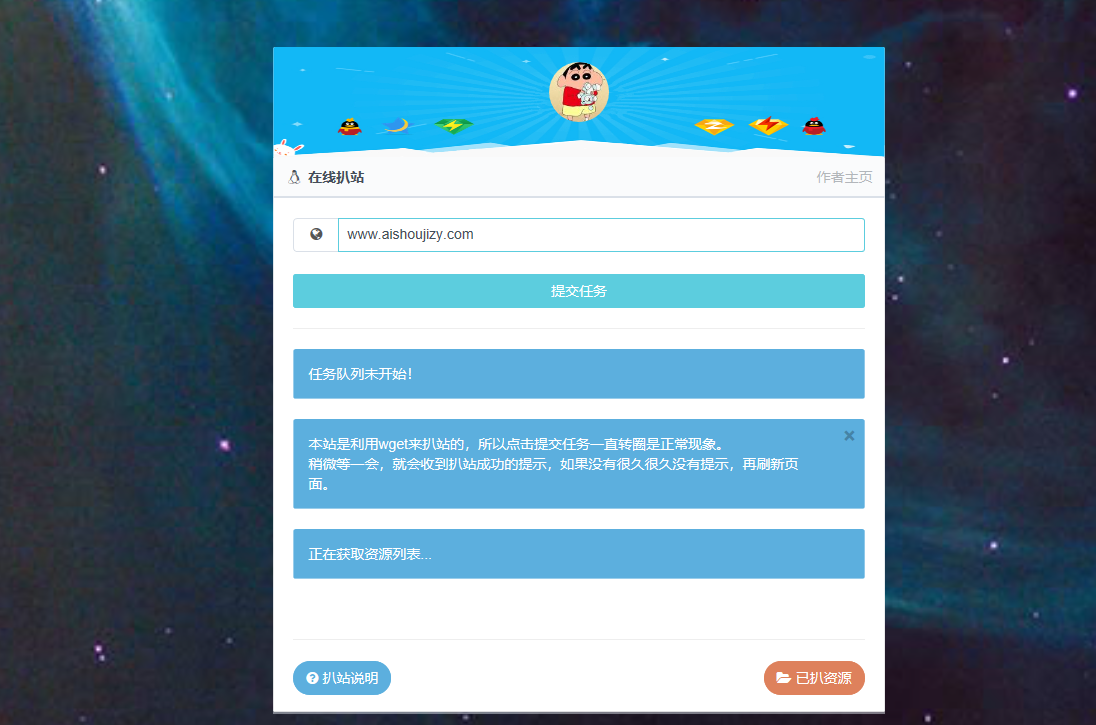 在线扒站
作者主页
www.aishoujizy.com
提交任务
任务队列未开始!
本站是利用wget来扒站的，所以点击提交任务一直转圈是正常现象。
稍微等一会，就会收到扒站成功的提示，如果没有很久很久没有提示，再刷新页
面。
正在获取资源列表...
扒站说明
已扒资源